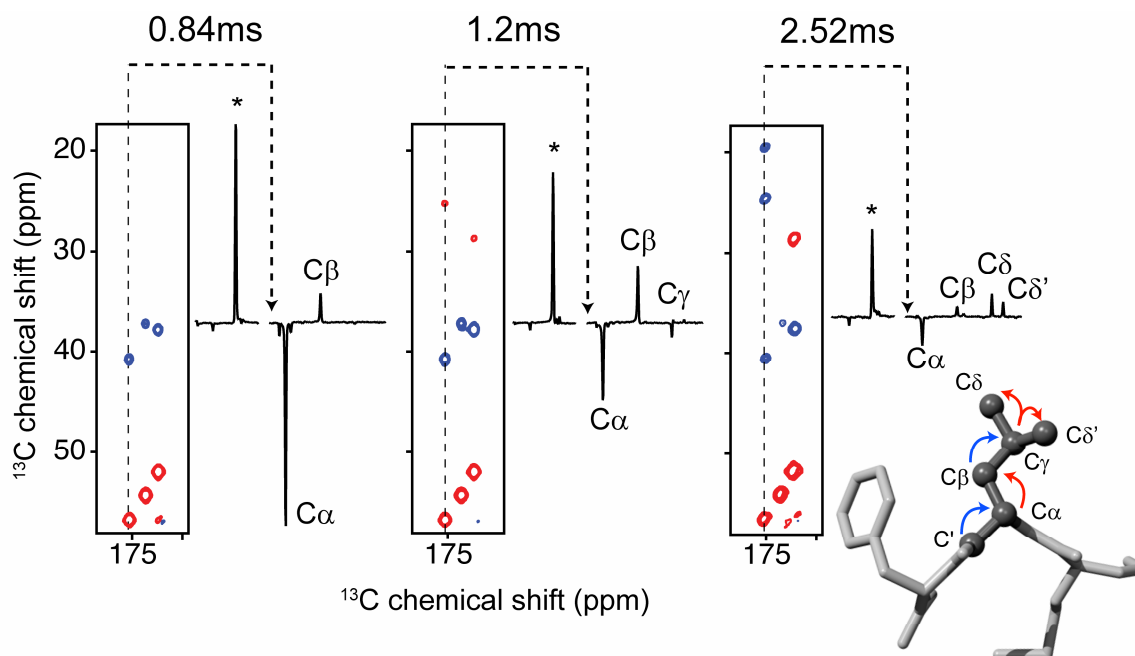 0.84ms
1.2ms
2.52ms
*
*
*
20
30
40
50
¹³C chemical shift (ppm)
Cβ
Cα
Cβ
Cγ
Cα
Cβ
Cδ
Cδ’
Cα
175
175
175
¹³C chemical shift (ppm)
Cδ
Cδ’
Cγ
Cβ
Cα
C'